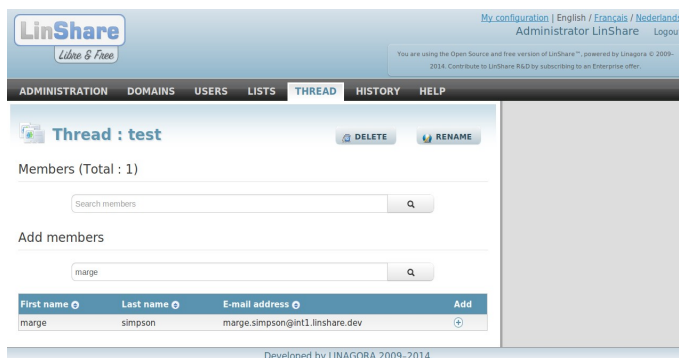 LinShare
Libre & Free
My configuration | English / Français / Nederlands
Administrator LinShare Logou
You are using the Open Source and free version of LinShare™, powered by Linagora © 2009–
2014. Contribute to LinShare R&D by subscribing to an Enterprise offer.
ADMINISTRATION DOMAINS USERS LISTS THREAD HISTORY HELP
Thread : test
DELETE RENAME
Members (Total : 1)
Search members
Add members
marge
First name Last name E-mail address Add
marge simpson marge.simpson@int1.linshare.dev
Developed by LINAGORA 2009–2014